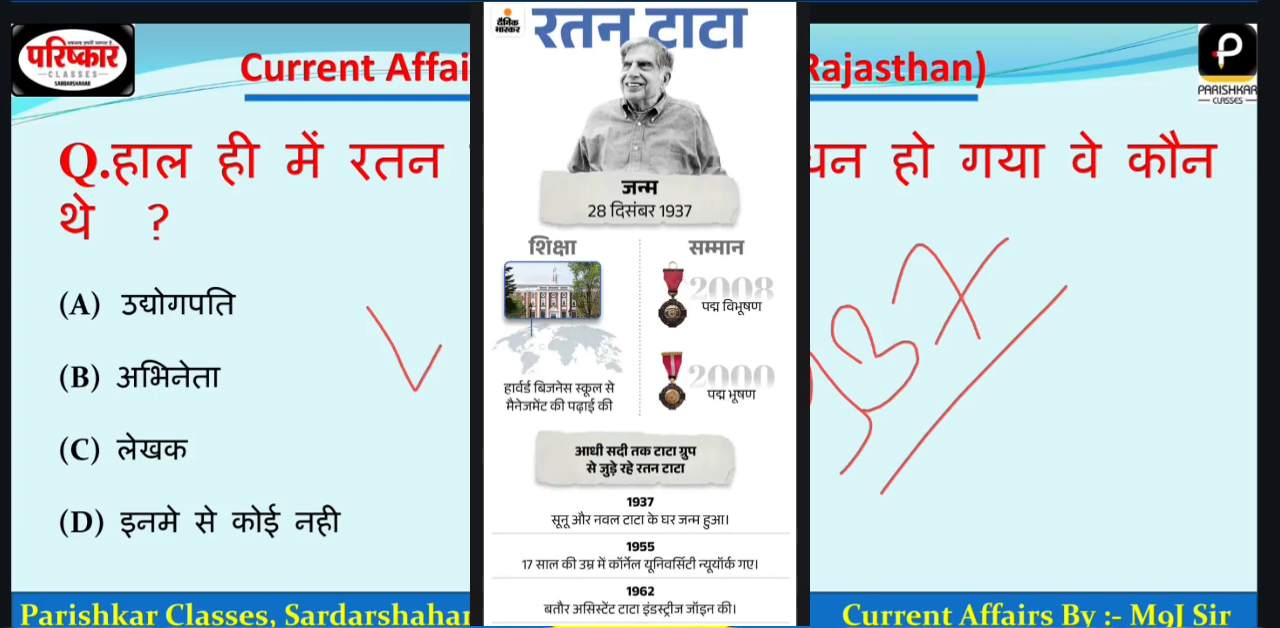 परिष्कार
CLASSES
SARDARSHAHAR
Current Affai
Rajasthan)
PARISHKAR
CLASSES
Q.हाल ही में रतन
धन हो गया वे कौन
थे ?
(A) उद्योगपति
(B) अभिनेता
(C) लेखक
(D) इनमे से कोई नही
Parishkar Classes, Sardarshahar
Current Affairs By :- M9J Sir
दैनिक
भास्कर
रतन टाटा
जन्म
28 दिसंबर 1937
शिक्षा
सम्मान
2008
पद्म विभूषण
2000
पद्म भूषण
हार्वर्ड बिजनेस स्कूल से
मैनेजमेंट की पढ़ाई की
आधी सदी तक टाटा ग्रुप
से जुड़े रहे रतन टाटा
1937
सूनू और नवल टाटा के घर जन्म हुआ।
1955
17 साल की उम्र में कॉर्नेल यूनिवर्सिटी न्यूयॉर्क गए।
1962
बतौर असिस्टेंट टाटा इंडस्ट्रीज जॉइन की।